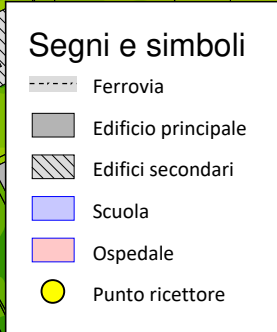 Segni e simboli
Ferrovia
Edificio principale
Edifici secondari
Scuola
Ospedale
Punto ricettore